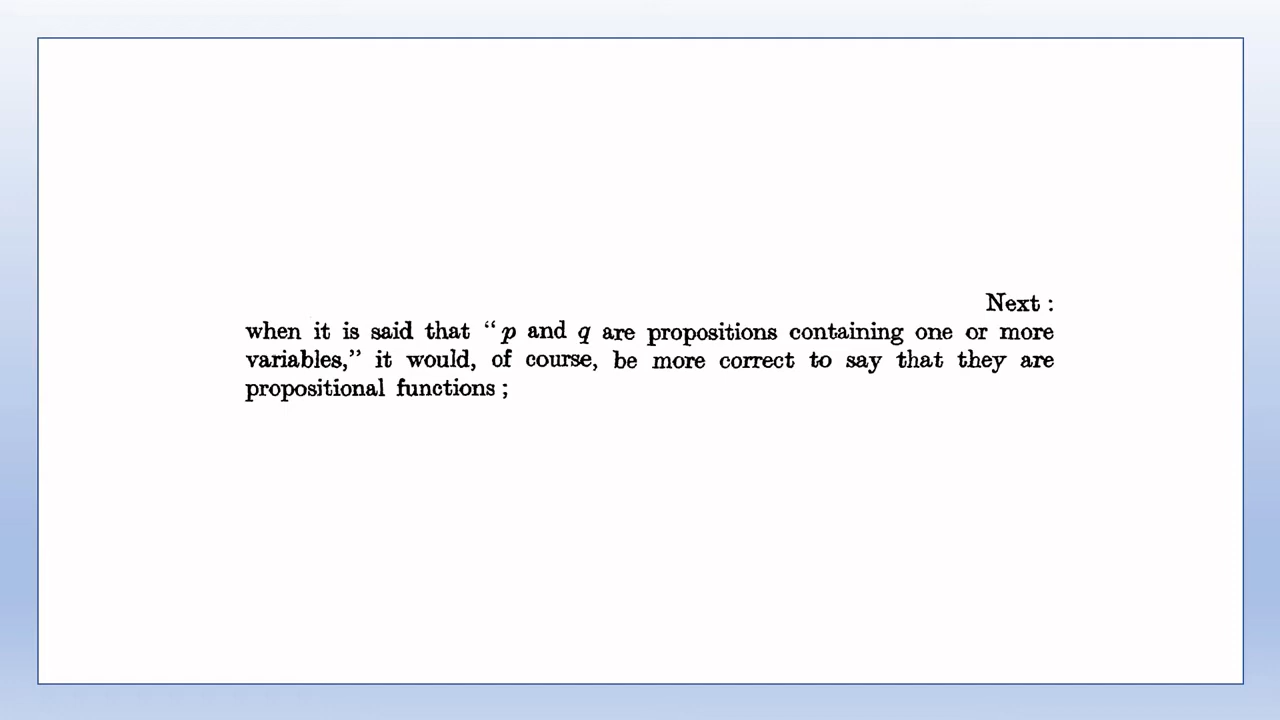 Next :
when it is said that “ p and q are propositions containing one or more
variables,” it would, of course, be more correct to say that they are
propositional functions ;